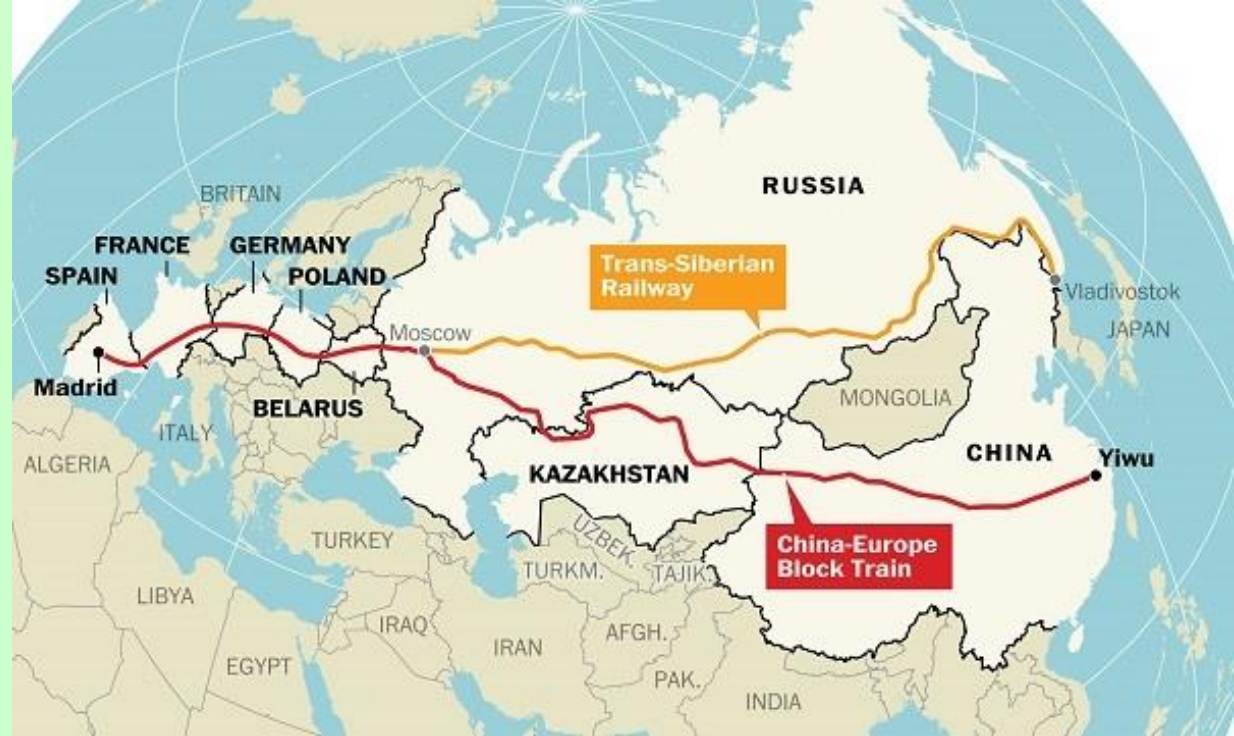 RUSSIA
BRITAIN
FRANCE
GERMANY
SPAIN
POLAND
Trans-Siberian
Railway
Vladivostok
Moscow
JAPAN
Madrid
MONGOLIA
BELARUS
ITALY
CHINA
Yiwu
ALGERIA
KAZAKHSTAN
UZBEK.
TURKEY
China-Europe
Block Train
TURKM.
TAJIK.
LIBYA
IRAQ
AFGH.
IRAN
EGYPT
PAK.
INDIA